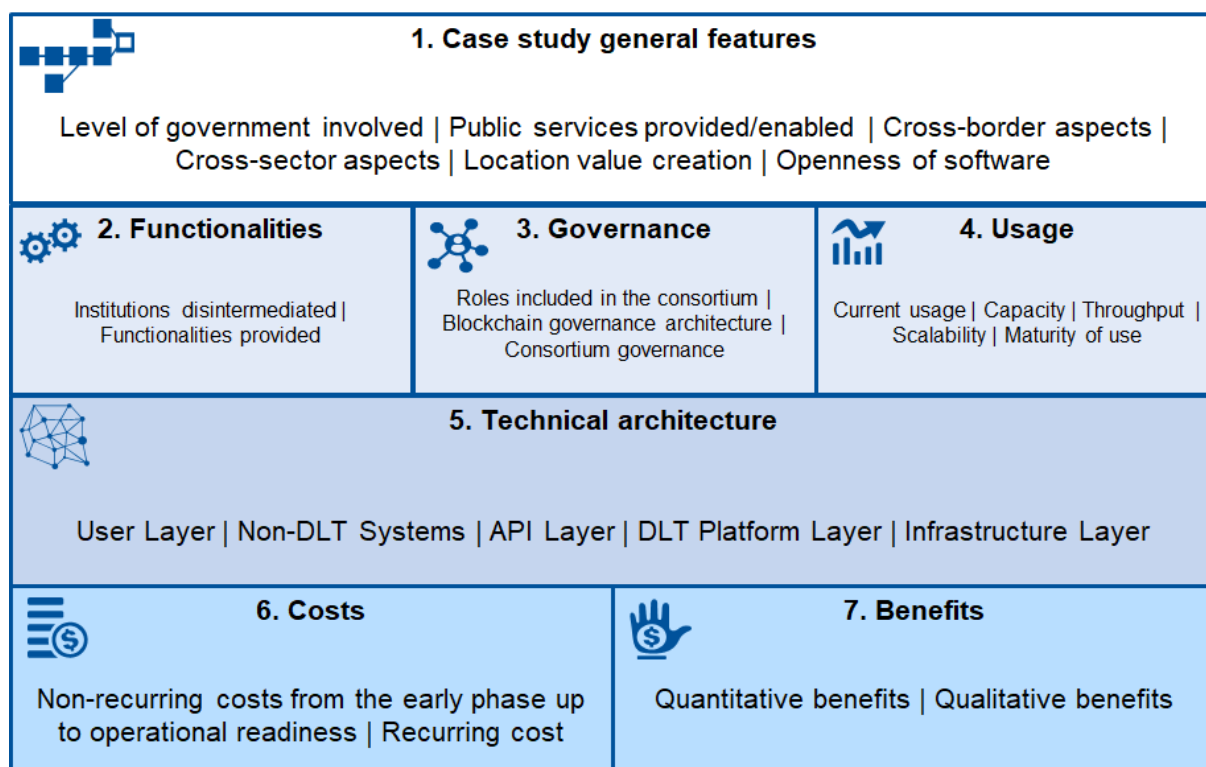 1. Case study general features
Level of government involved | Public services provided/enabled | Cross-border aspects |
Cross-sector aspects | Location value creation | Openness of software
2. Functionalities
Institutions disintermediated |
Functionalities provided
3. Governance
Roles included in the consortium |
Blockchain governance architecture |
Consortium governance
4. Usage
Current usage | Capacity | Throughput |
Scalability | Maturity of use
5. Technical architecture
User Layer | Non-DLT Systems | API Layer | DLT Platform Layer | Infrastructure Layer
6. Costs
$
Non-recurring costs from the early phase up
to operational readiness | Recurring cost
7. Benefits
$
Quantitative benefits | Qualitative benefits